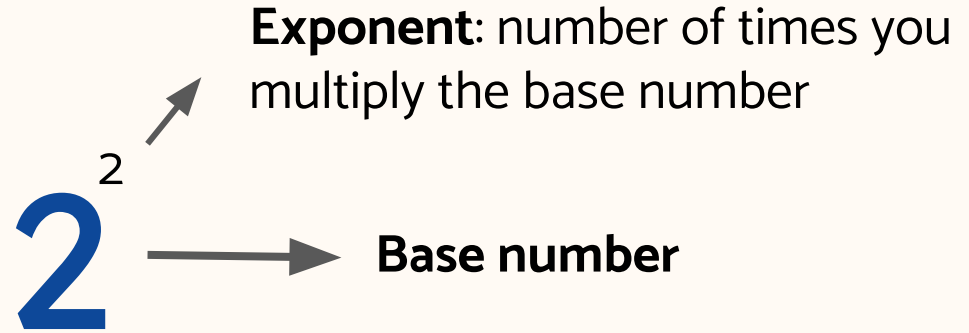 Exponent: number of times you
multiply the base number
2
2
Base number